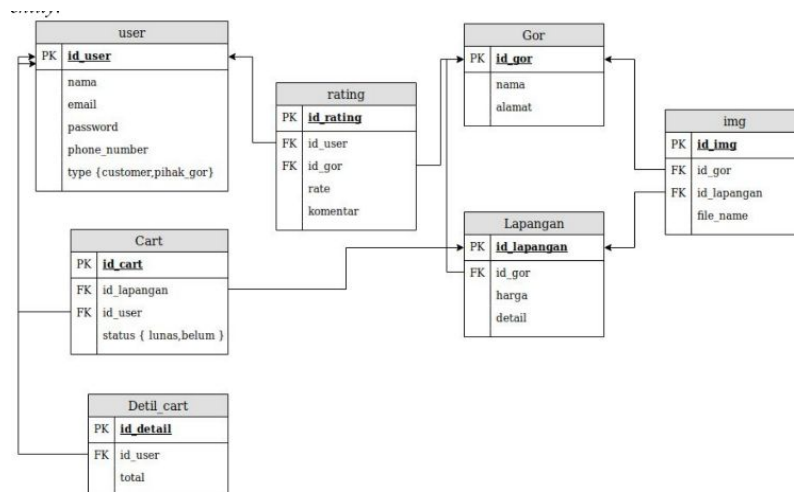 entity.
user
PK id_user
nama
email
password
phone_number
type {customer,pihak_gor}
rating
PK id_rating
FK id_user
FK id_gor
rate
komentar
Gor
PK id_gor
nama
alamat
img
PK id_img
FK id_gor
FK id_lapangan
file_name
Cart
PK id_cart
FK id_lapangan
FK id_user
status { lunas,belum }
Lapangan
PK id_lapangan
FK id_gor
harga
detail
Detil_cart
PK id_detail
FK id_user
total